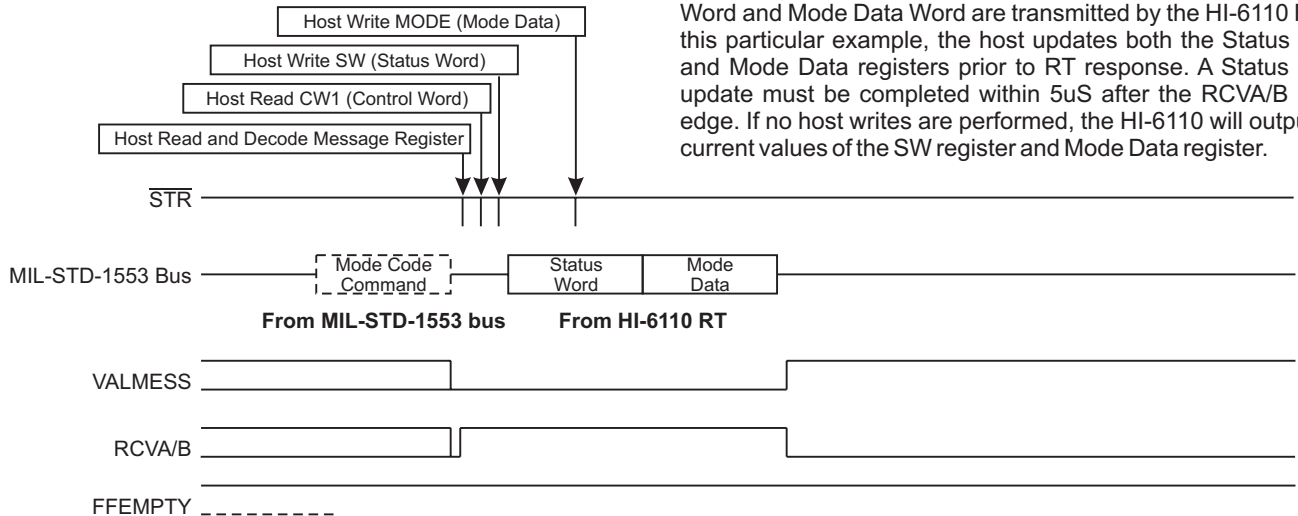 Host Write MODE (Mode Data)
Host Write SW (Status Word)
Host Read CW1 (Control Word)
Host Read and Decode Message Register
Word and Mode Data Word are transmitted by the HI-6110
this particular example, the host updates both the Status
and Mode Data registers prior to RT response. A Status
update must be completed within 5uS after the RCVA/B
edge. If no host writes are performed, the HI-6110 will
current values of the SW register and Mode Data register.
STR
MIL-STD-1553 Bus
Mode Code
Command
Status
Word
Mode
Data
From MIL-STD-1553 bus
From HI-6110 RT
VALMESS
RCVA/B
FFEMPTY